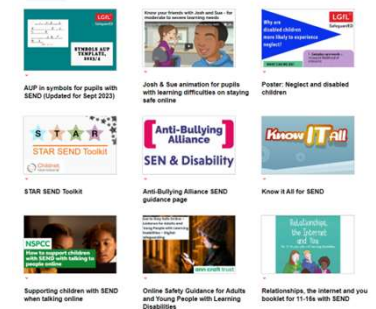 LGfL
SafeguardED
SYMBOLS AUP
TEMPLATE,
2023/4
Know your friends with Josh and Sue - for
moderate to severe learning needs
LGfL
SafeguardED
Why are
disabled children
more likely to experience
neglect?
AUP in symbols for pupils with
SEND (Updated for Sept 2023)
Josh & Sue animation for pupils
with learning difficulties on staying
safe online
Poster: Neglect and disabled
children
STAR
STAR SEND Toolkit
Childnet
International
Anti-Bullying
Alliance
SEN & Disability
Know IT All
STAR SEND Toolkit
Anti-Bullying Alliance SEND
guidance page
Know it All for SEND
NSPCC
How to support children
with SEND with talking to
people online
ann craft trust
Relationships,
the Internet
and You
Supporting children with SEND
when talking online
Online Safety Guidance for Adults
and Young People with Learning
Disabilities
Relationships, the internet and you
booklet for 11-16s with SEND